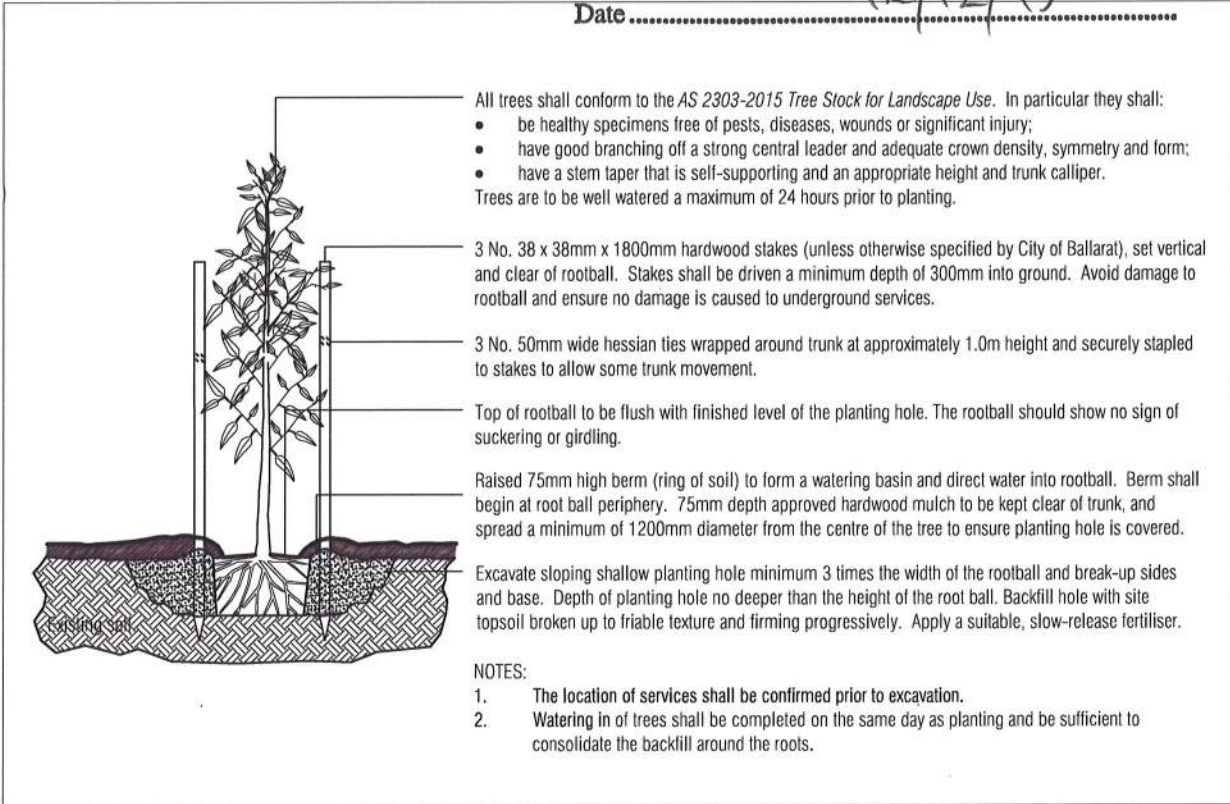 Date
All trees shall conform to the AS 2303-2015 Tree Stock for Landscape Use. In particular they shall:
• be healthy specimens free of pests, diseases, wounds or significant injury;
• have good branching off a strong central leader and adequate crown density, symmetry and form;
• have a stem taper that is self-supporting and an appropriate height and trunk calliper.
Trees are to be well watered a maximum of 24 hours prior to planting.
3 No. 38 x 38mm x 1800mm hardwood stakes (unless otherwise specified by City of Ballarat), set vertical
and clear of rootball. Stakes shall be driven a minimum depth of 300mm into ground. Avoid damage to
rootball and ensure no damage is caused to underground services.
3 No. 50mm wide hessian ties wrapped around trunk at approximately 1.0m height and securely stapled
to stakes to allow some trunk movement.
Top of rootball to be flush with finished level of the planting hole. The rootball should show no sign of
suckering or girdling.
Raised 75mm high berm (ring of soil) to form a watering basin and direct water into rootball. Berm shall
begin at root ball periphery. 75mm depth approved hardwood mulch to be kept clear of trunk, and
spread a minimum of 1200mm diameter from the centre of the tree to ensure planting hole is covered.
Excavate sloping shallow planting hole minimum 3 times the width of the rootball and break-up sides
and base. Depth of planting hole no deeper than the height of the root ball. Backfill hole with site
topsoil broken up to friable texture and firming progressively. Apply a suitable, slow-release fertiliser.
Existing soil
NOTES:
1. The location of services shall be confirmed prior to excavation.
2. Watering in of trees shall be completed on the same day as planting and be sufficient to
consolidate the backfill around the roots.